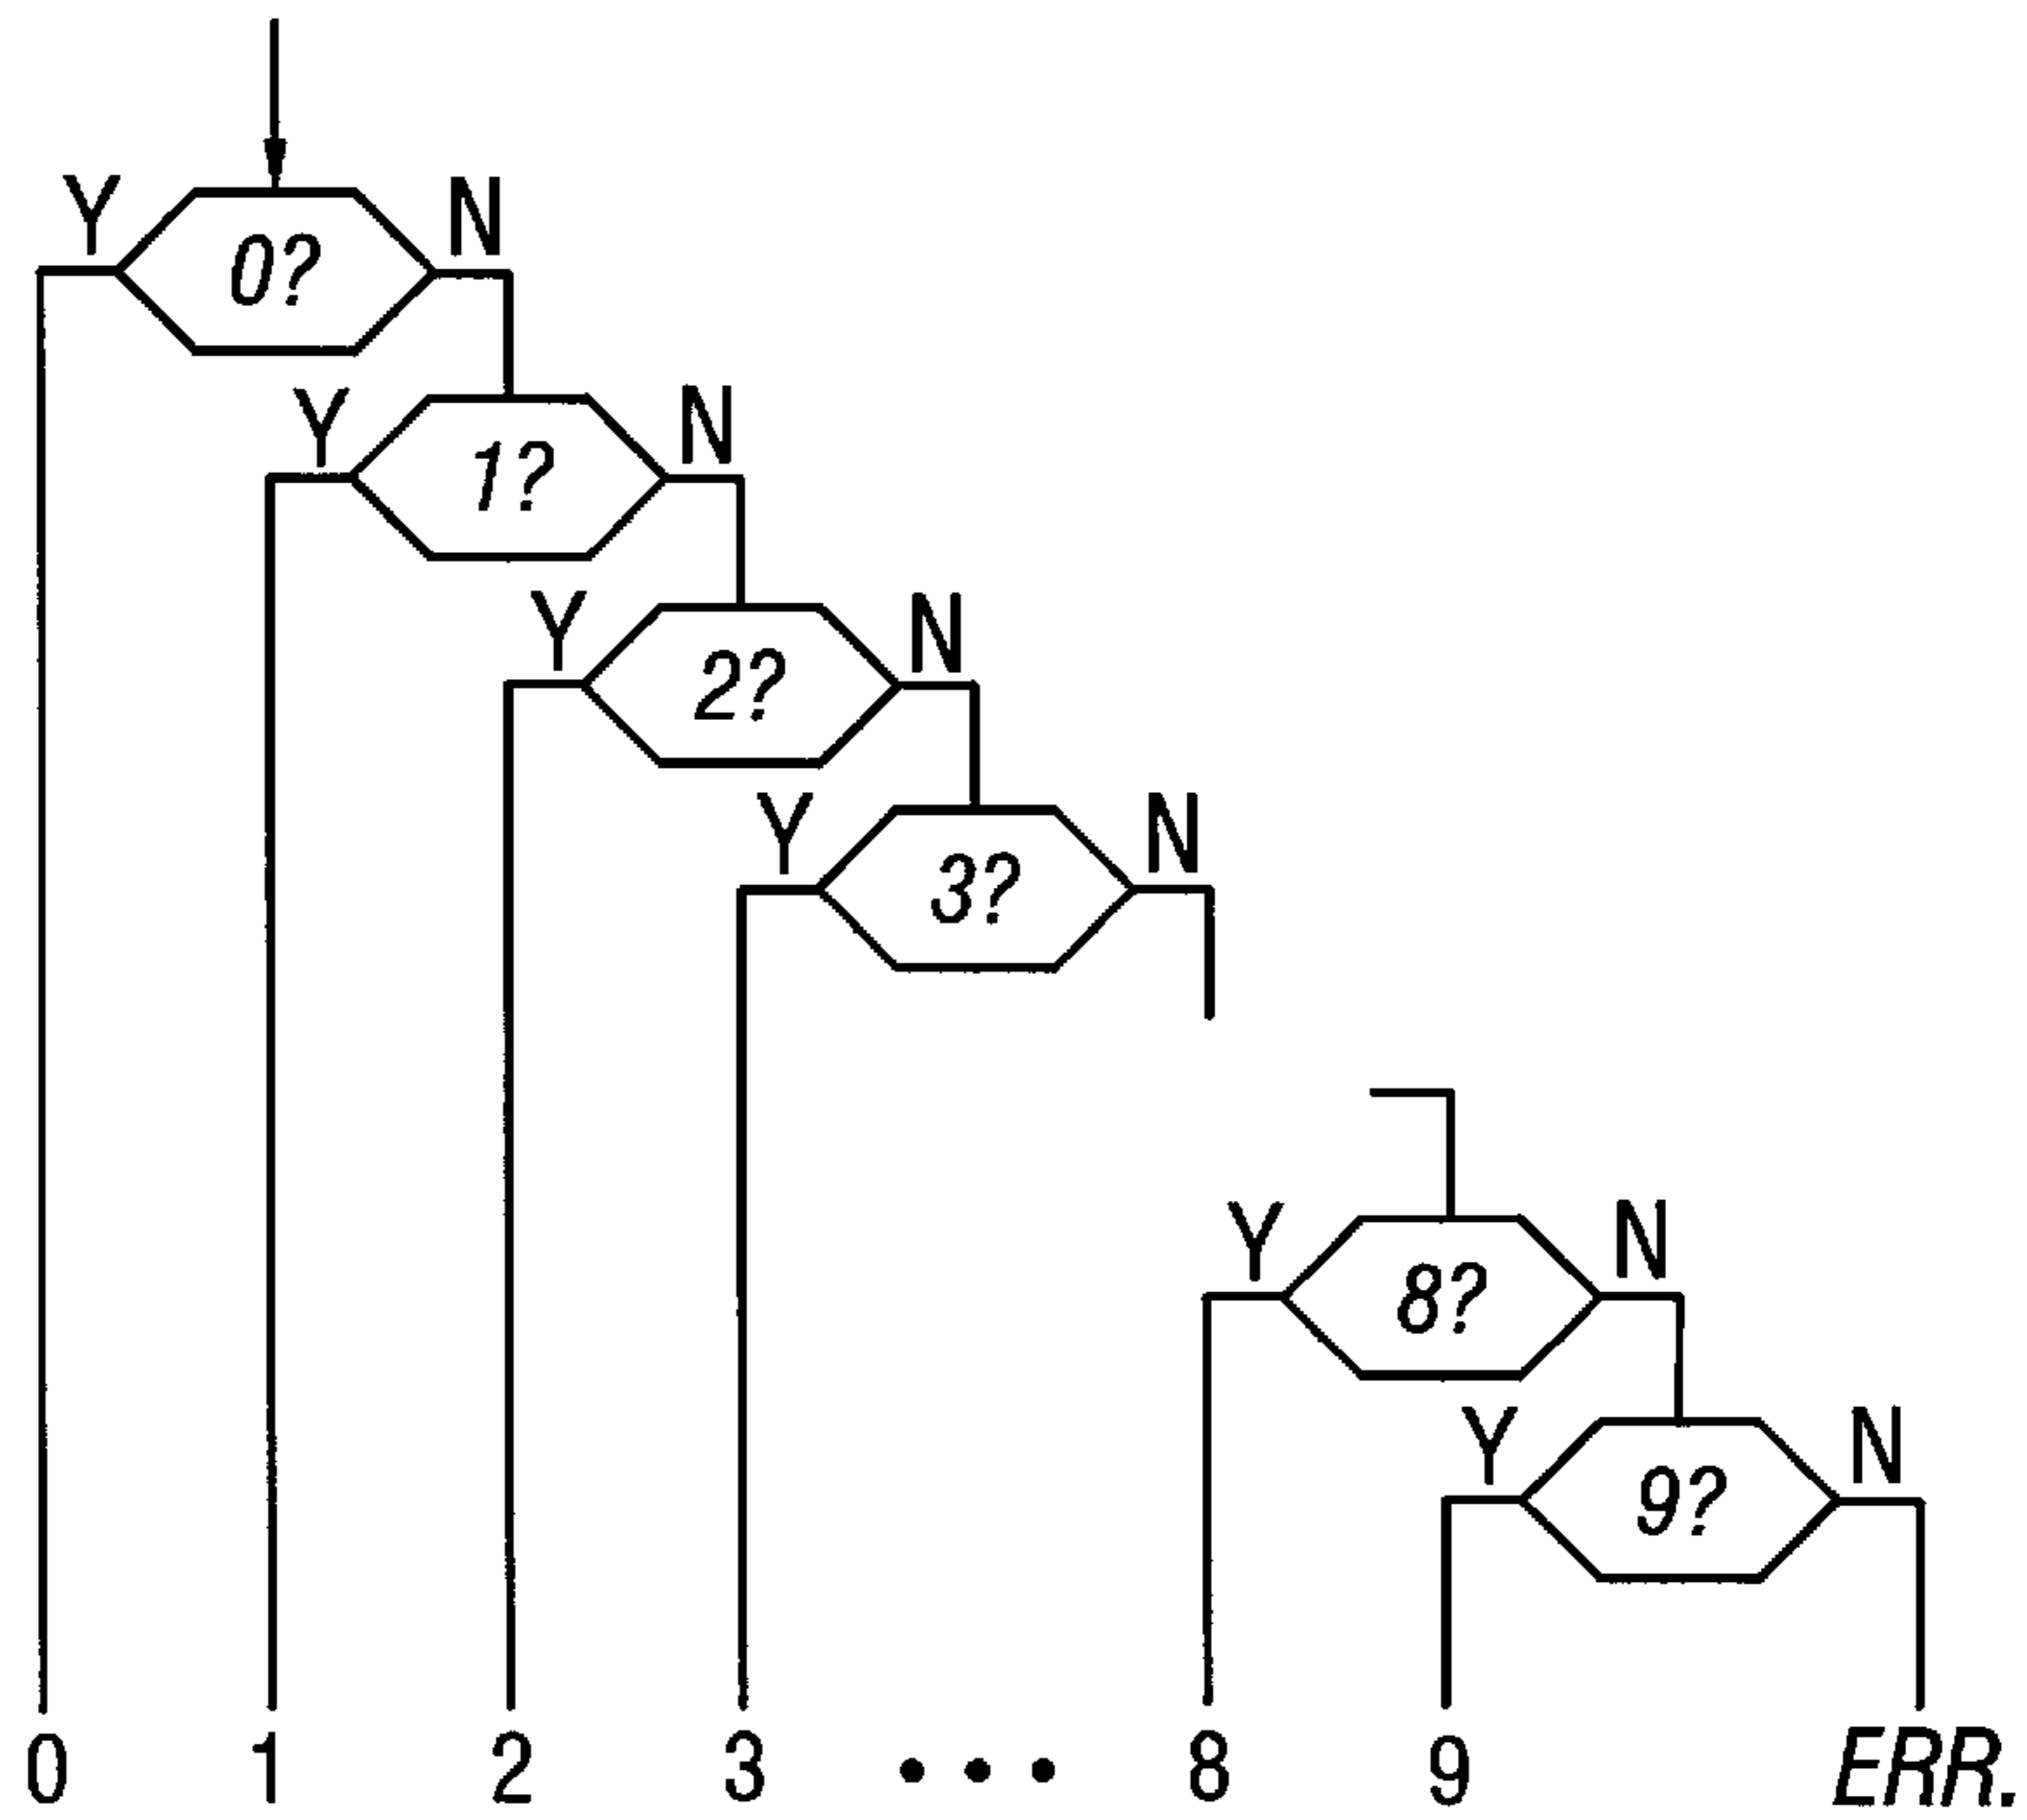 Y 0? N
Y 1? N
Y 2? N
Y 3? N
Y 8? N
Y 9? N
0 1 2 3 ••• 8 9 ERR.